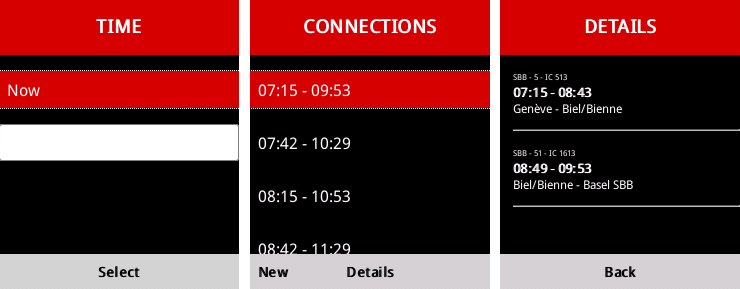 TIME
Now
Select
CONNECTIONS
07:15 - 09:53
07:42 - 10:29
08:15 - 10:53
08:42 - 11:29
New Details
DETAILS
SBB - 5 - IC 513
07:15 - 08:43
Genève - Biel/Bienne
SBB - 51 - IC 1613
08:49 - 09:53
Biel/Bienne - Basel SBB
Back